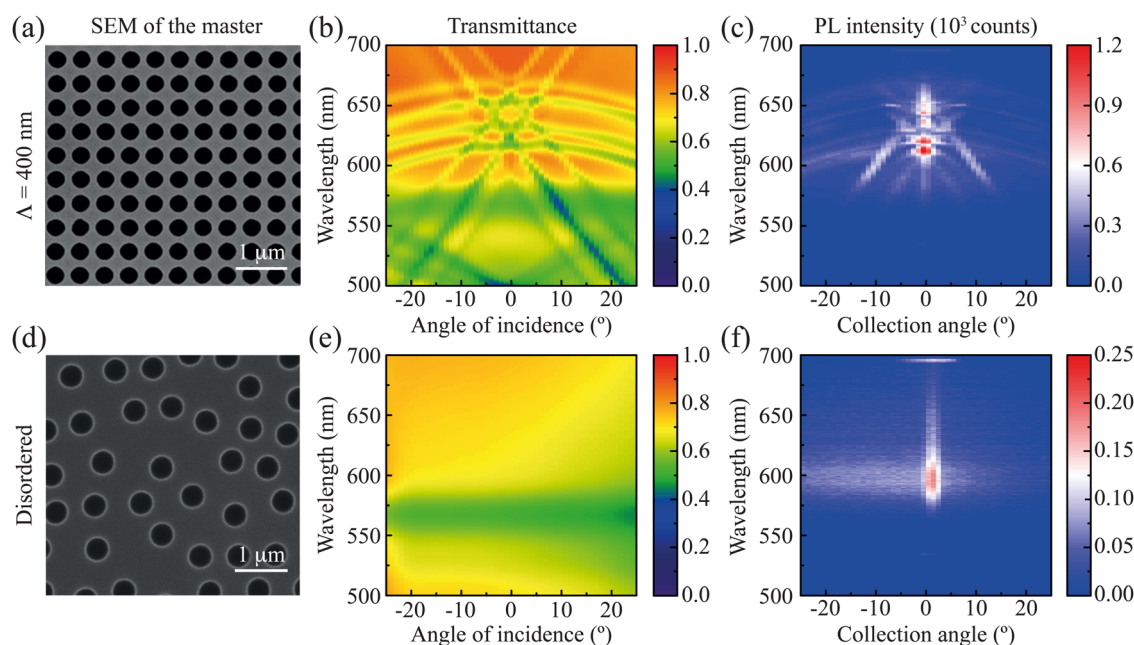 (a) SEM of the master
(b) Transmittance
(c) PL intensity (10³ counts)
Λ = 400 nm
1 μm
Wavelength (nm)
700
650
600
550
500
-20 -10 0 10 20
Angle of incidence (º)
1.0
0.8
0.6
0.4
0.2
0.0
Wavelength (nm)
700
650
600
550
500
-20 -10 0 10 20
Collection angle (º)
1.2
0.9
0.6
0.3
0.0
(d)
(e)
(f)
Disordered
1 μm
Wavelength (nm)
700
650
600
550
500
-20 -10 0 10 20
Angle of incidence (º)
1.0
0.8
0.6
0.4
0.2
0.0
Wavelength (nm)
700
650
600
550
500
-20 -10 0 10 20
Collection angle (º)
0.25
0.20
0.15
0.10
0.05
0.00